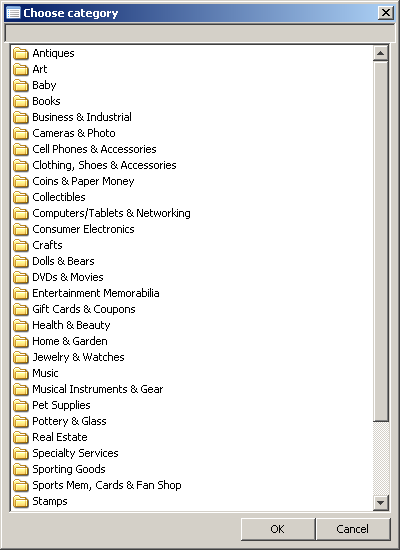 Choose category
Antiques
Art
Baby
Books
Business & Industrial
Cameras & Photo
Cell Phones & Accessories
Clothing, Shoes & Accessories
Coins & Paper Money
Collectibles
Computers/Tablets & Networking
Consumer Electronics
Crafts
Dolls & Bears
DVDs & Movies
Entertainment Memorabilia
Gift Cards & Coupons
Health & Beauty
Home & Garden
Jewelry & Watches
Music
Musical Instruments & Gear
Pet Supplies
Pottery & Glass
Real Estate
Specialty Services
Sporting Goods
Sports Mem, Cards & Fan Shop
Stamps
OK Cancel